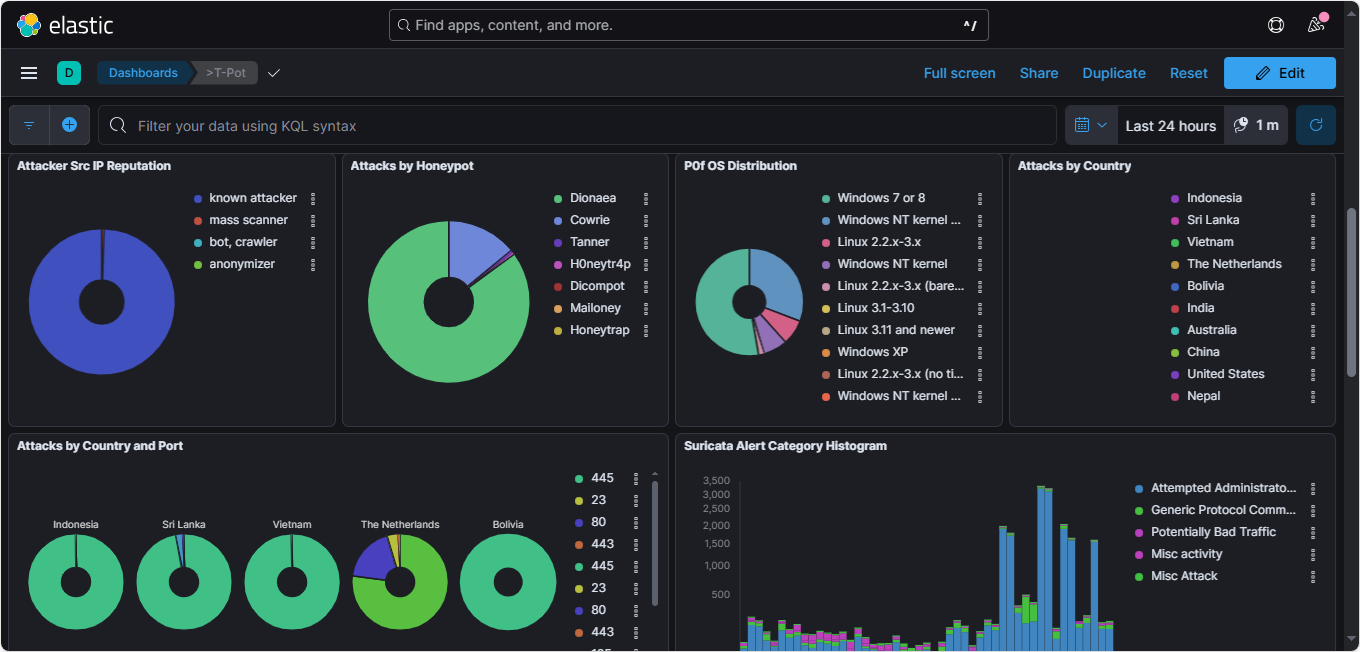 elastic
Find apps, content, and more.
^/
D
Dashboards
>T-Pot
Full screen
Share
Duplicate
Reset
Edit
Filter your data using KQL syntax
Last 24 hours
1 m
Attacker Src IP Reputation
known attacker
mass scanner
bot, crawler
anonymizer
Attacks by Honeypot
Dionaea
Cowrie
Tanner
H0neytr4p
Dicompot
Mailoney
Honeytrap
P0f OS Distribution
Windows 7 or 8
Windows NT kernel ...
Linux 2.2.x-3.x
Windows NT kernel
Linux 2.2.x-3.x (bare...
Linux 3.1-3.10
Linux 3.11 and newer
Windows XP
Linux 2.2.x-3.x (no ti...
Windows NT kernel ...
Attacks by Country
Indonesia
Sri Lanka
Vietnam
The Netherlands
Bolivia
India
Australia
China
United States
Nepal
Attacks by Country and Port
Indonesia
Sri Lanka
Vietnam
The Netherlands
Bolivia
445
23
80
443
445
23
80
443
Suricata Alert Category Histogram
3,500
3,000
2,500
2,000
1,500
1,000
500
Attempted Administrato...
Generic Protocol Comm...
Potentially Bad Traffic
Misc activity
Misc Attack